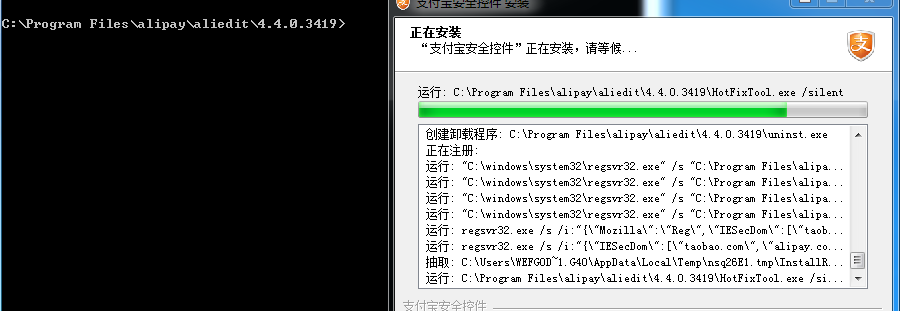 C:\Program Files\alipay\aliedit\4.4.0.3419>
支付宝安全控件 安装
正在安装
“支付宝安全控件”正在安装，请等候...
支
运行: C:\Program Files\alipay\aliedit\4.4.0.3419\HotFixTool.exe /silent
创建卸载程序: C:\Program Files\alipay\aliedit\4.4.0.3419\uninst.exe
正在注册:
运行: "C:\windows\system32\regsvr32.exe" /s "C:\Program Files\alipa...
运行: "C:\windows\system32\regsvr32.exe" /s "C:\Program Files\alipa...
运行: "C:\windows\system32\regsvr32.exe" /s "C:\Program Files\alipa...
运行: "C:\windows\system32\regsvr32.exe" /s "C:\Program Files\alipa...
运行: regsvr32.exe /s /i:"{\"Mozilla\":\"Reg\",\"IESecDom\":[\"taob...
运行: regsvr32.exe /s /i:"{\"IESecDom\":[\"taobao.com\",\"alipay.co...
抽取: C:\Users\WEFGOD~1.G40\AppData\Local\Temp\nsq26E1.tmp\InstallR...
运行: C:\Program Files\alipay\aliedit\4.4.0.3419\HotFixTool.exe /si...
支付宝安全控件